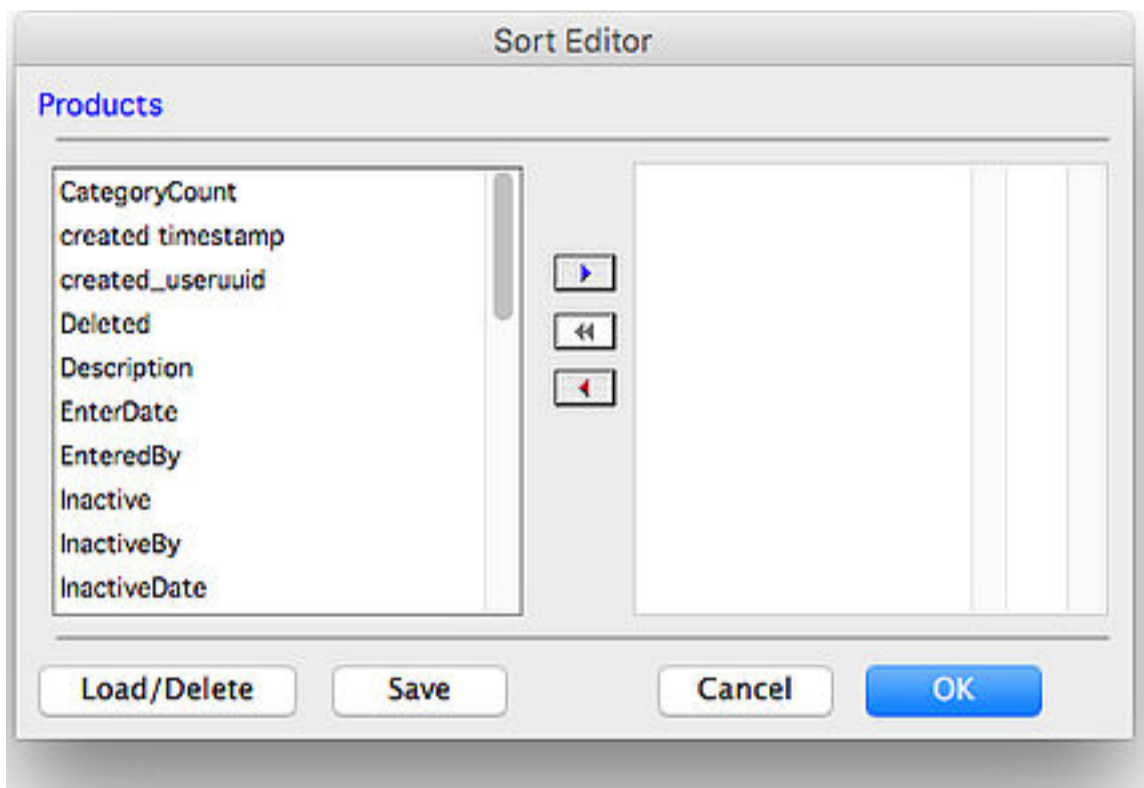 Sort Editor
Products
CategoryCount
created timestamp
created_useruuid
Deleted
Description
EnterDate
EnteredBy
Inactive
InactiveBy
InactiveDate
Load/Delete
Save
Cancel
OK